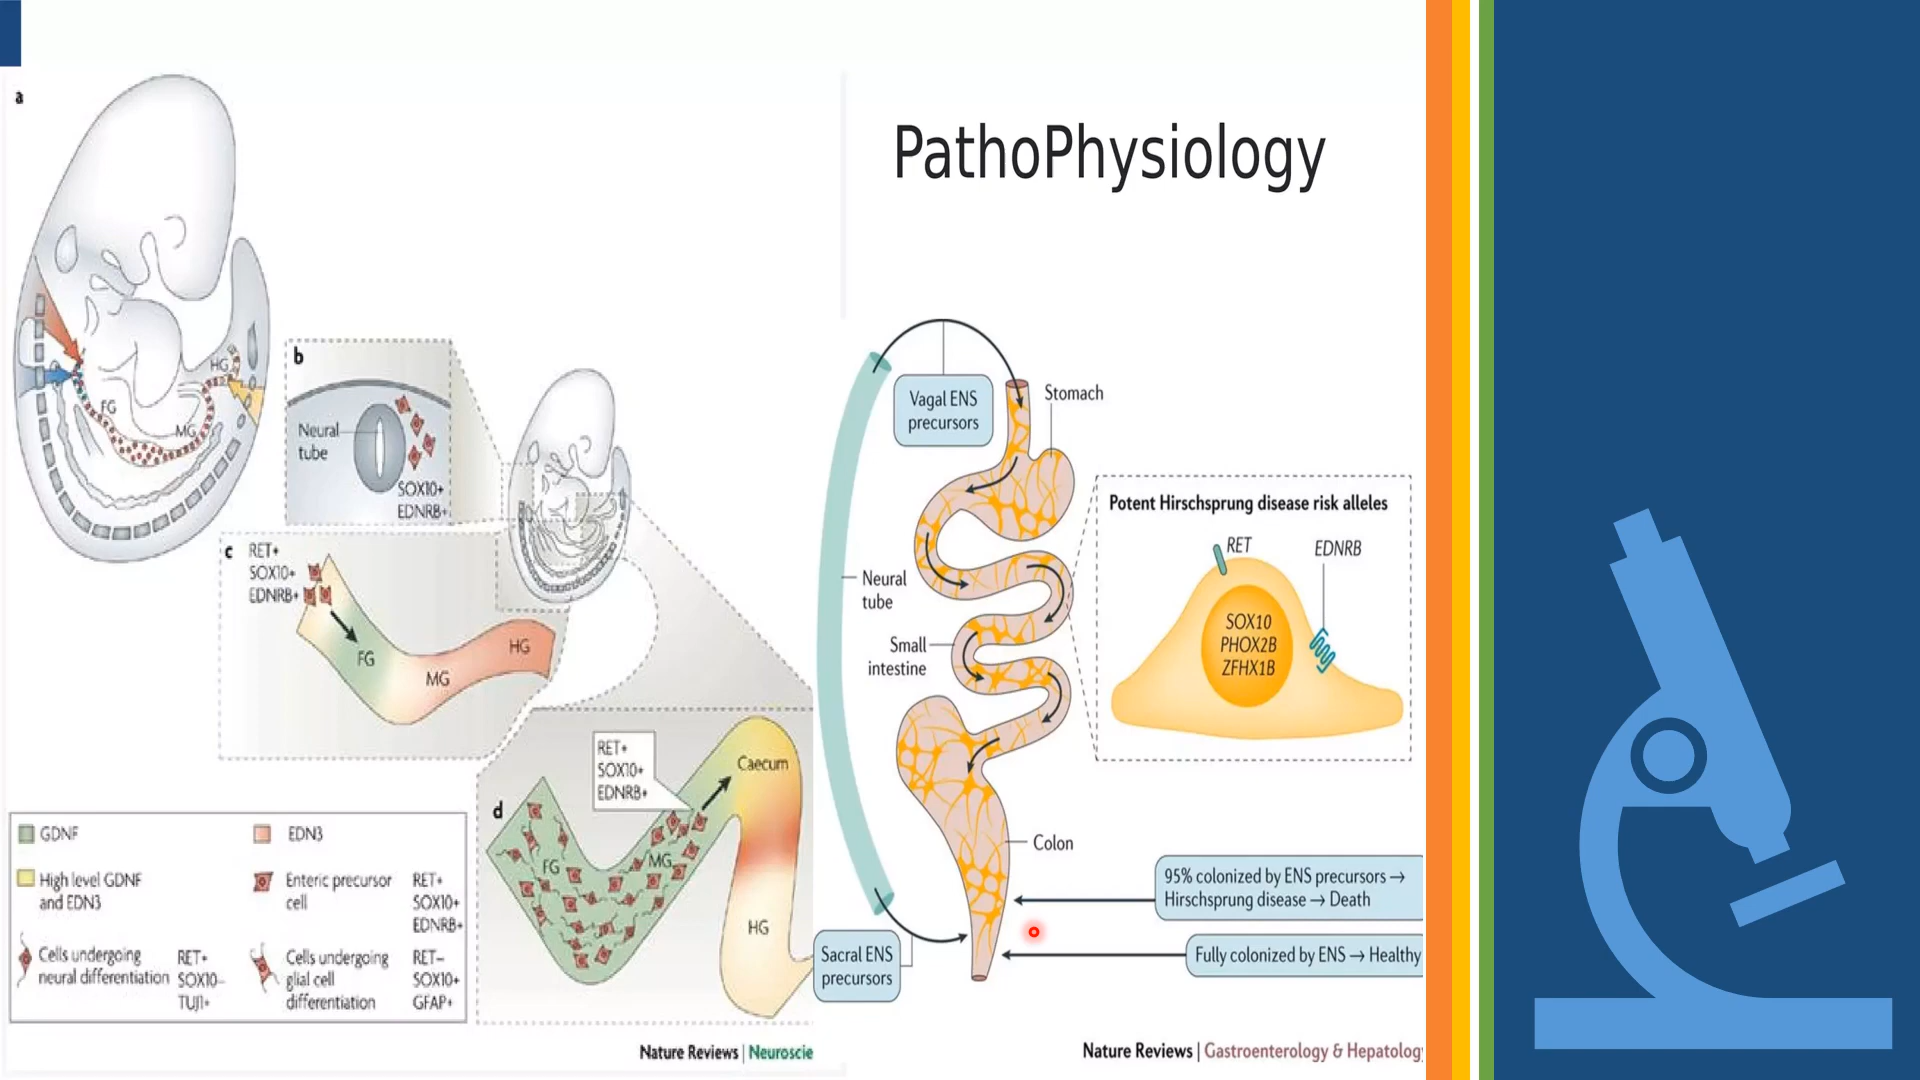 PathoPhysiology
a
HG
FG
MG
b
Neural
tube
SOX10+
EDNRB+
c
RET+
SOX10+
EDNRB+
FG
MG
HG
d
RET+
SOX10+
EDNRB+
Caecum
FG
MG
HG
GDNF
EDN3
High level GDNF
and EDN3
Enteric precursor
cell
RET+
SOX10+
EDNRB+
Cells undergoing
neural differentiation
RET+
SOX10–
TUJ1+
Cells undergoing
glial cell
differentiation
RET–
SOX10+
GFAP+
Nature Reviews | Neuroscie
Vagal ENS
precursors
Stomach
Neural
tube
Small
intestine
Colon
Sacral ENS
precursors
Potent Hirschsprung disease risk alleles
RET
EDNRB
SOX10
PHOX2B
ZFHX1B
95% colonized by ENS precursors →
Hirschsprung disease → Death
Fully colonized by ENS → Healthy
Nature Reviews | Gastroenterology & Hepatology